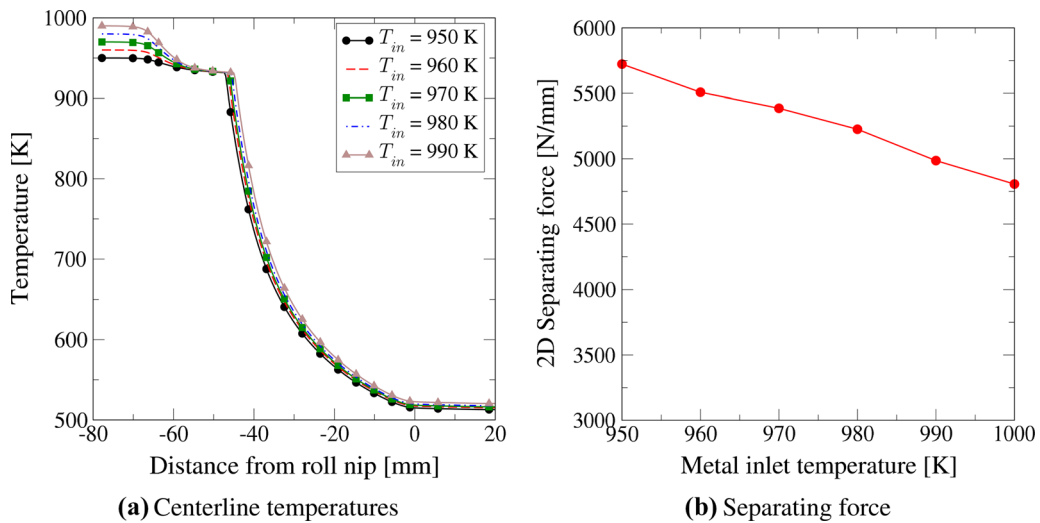 1000
900
800
700
600
500
Temperature [K]
T_in = 950 K
T_in = 960 K
T_in = 970 K
T_in = 980 K
T_in = 990 K
-80 -60 -40 -20 0 20
Distance from roll nip [mm]
(a) Centerline temperatures
6000
5500
5000
4500
4000
3500
3000
2D Separating force [N/mm]
950 960 970 980 990 1000
Metal inlet temperature [K]
(b) Separating force